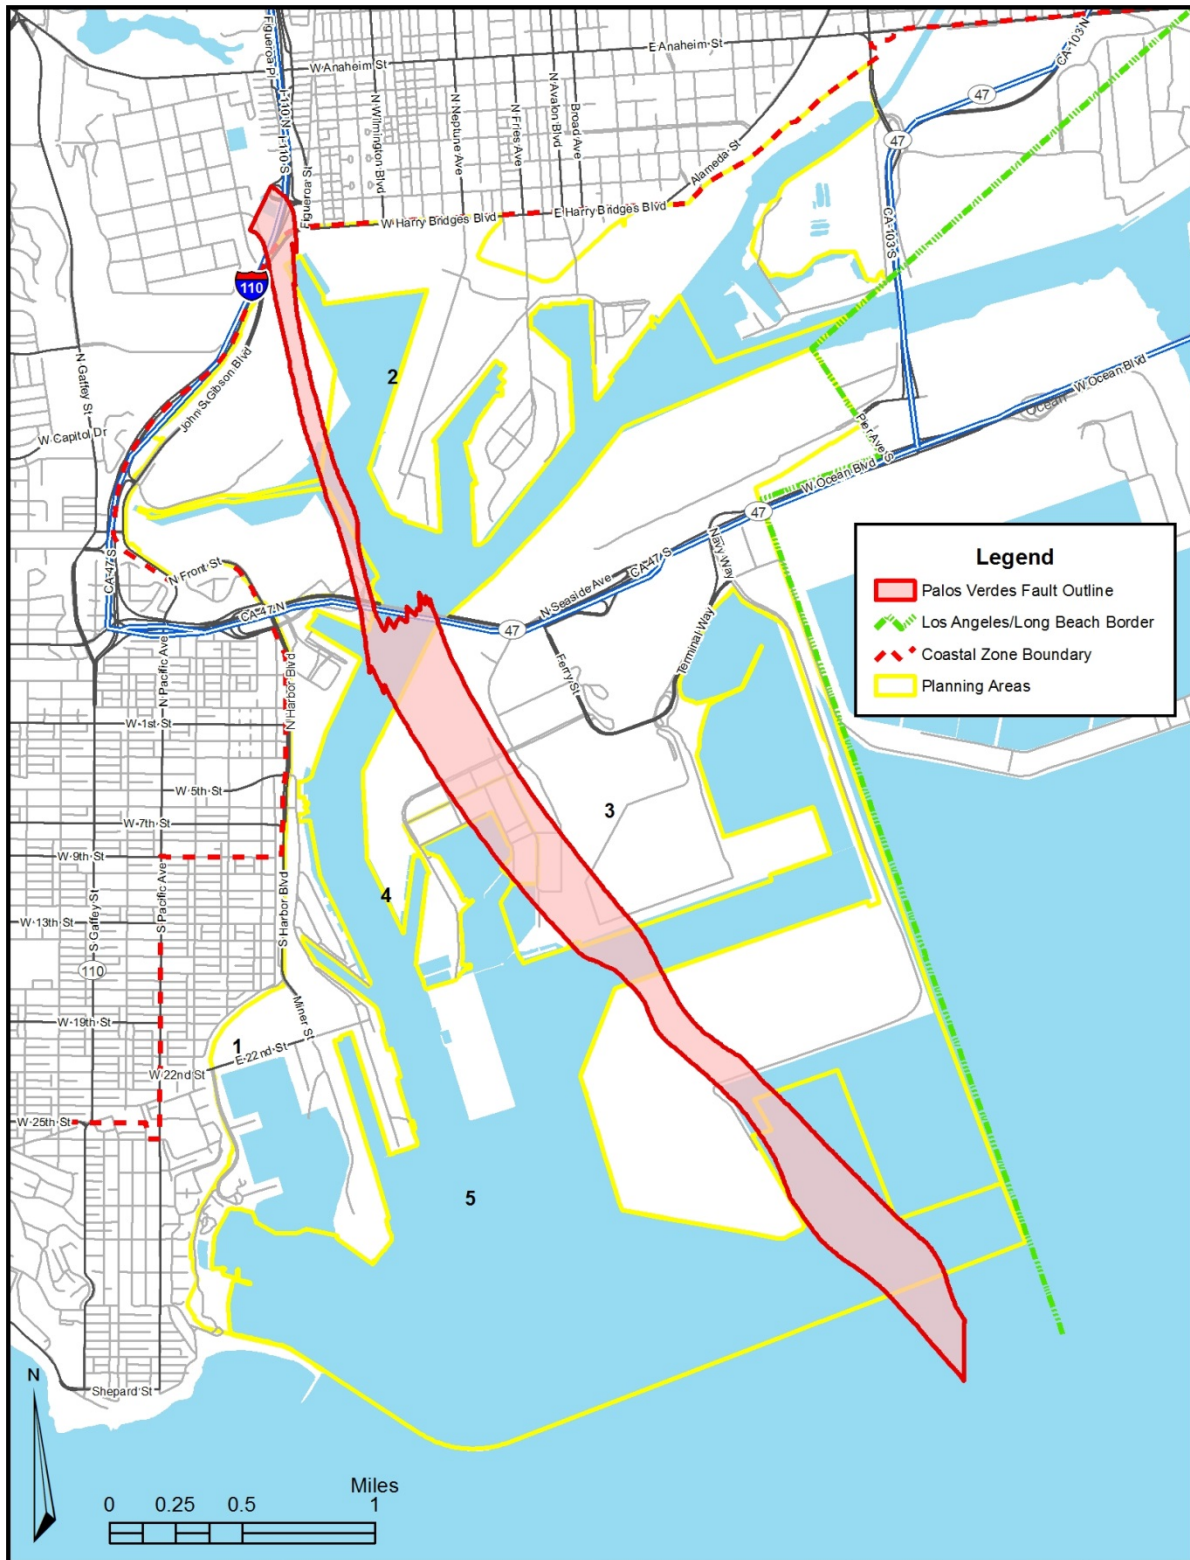 Figueroa Pl
I-110 N
I-110 S
Figueroa St
W Anaheim St
E Anaheim St
N Wilmington Blvd
N Neptune Ave
N Fries Ave
N Avalon Blvd
Broad Ave
Alameda St
W Harry Bridges Blvd
E Harry Bridges Blvd
CA-103 N
47
47
CA-103 S
110
John S Gibson Blvd
N Gaffey St
W Capitol Dr
2
W Ocean Blvd
Ocean
Pier Ave S
W Ocean Blvd
47
Navy Way
CA-47 S
N Seaside Ave
47
Ferry St
Terminal Way
CA-47 S
N Front St
CA-47 N
N Pacific Ave
N Harbor Blvd
Legend
Palos Verdes Fault Outline
Los Angeles/Long Beach Border
Coastal Zone Boundary
Planning Areas
W 1st St
W 5th St
W 7th St
W 9th St
W 13th St
S Gaffey St
S Pacific Ave
S Harbor Blvd
110
3
4
W 19th St
Miner St
1
E 22nd St
W 22nd St
W 25th St
5
Shepard St
N
Miles
0 0.25 0.5 1